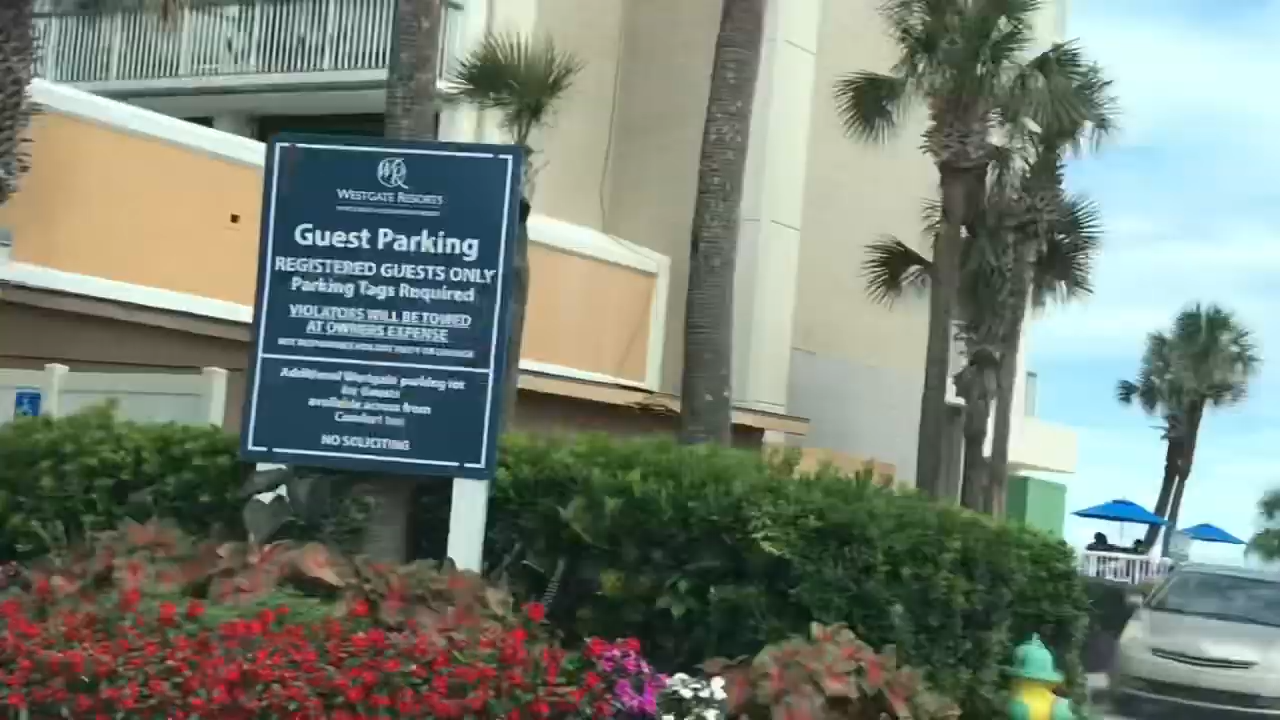 WESTGATE RESORTS
Guest Parking
REGISTERED GUESTS ONLY
Parking Tags Required
VIOLATORS WILL BE TOWED
AT OWNERS EXPENSE
Additional Westgate parking lot
for Guests
available across from
Comfort Inn
NO SOLICITING